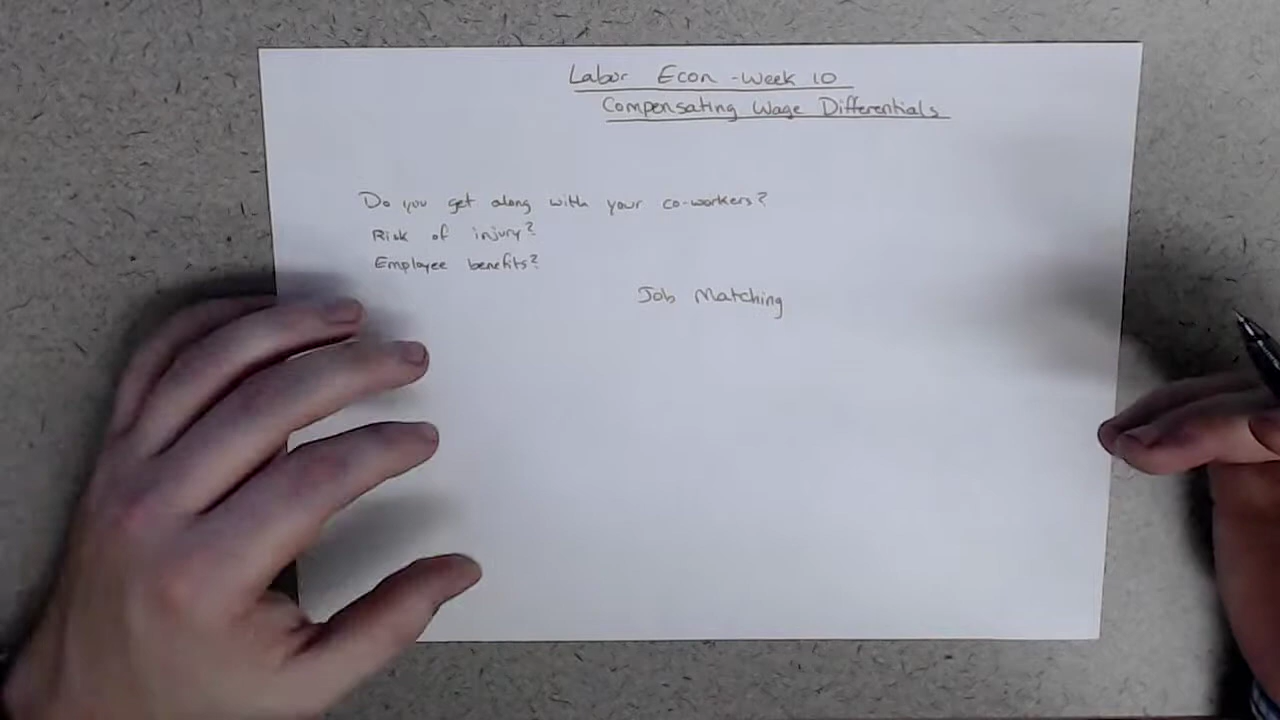 Labor Econ - Week 10
Compensating Wage Differentials
Do you get along with your co-workers?
Risk of injury?
Employee benefits?
Job Matching